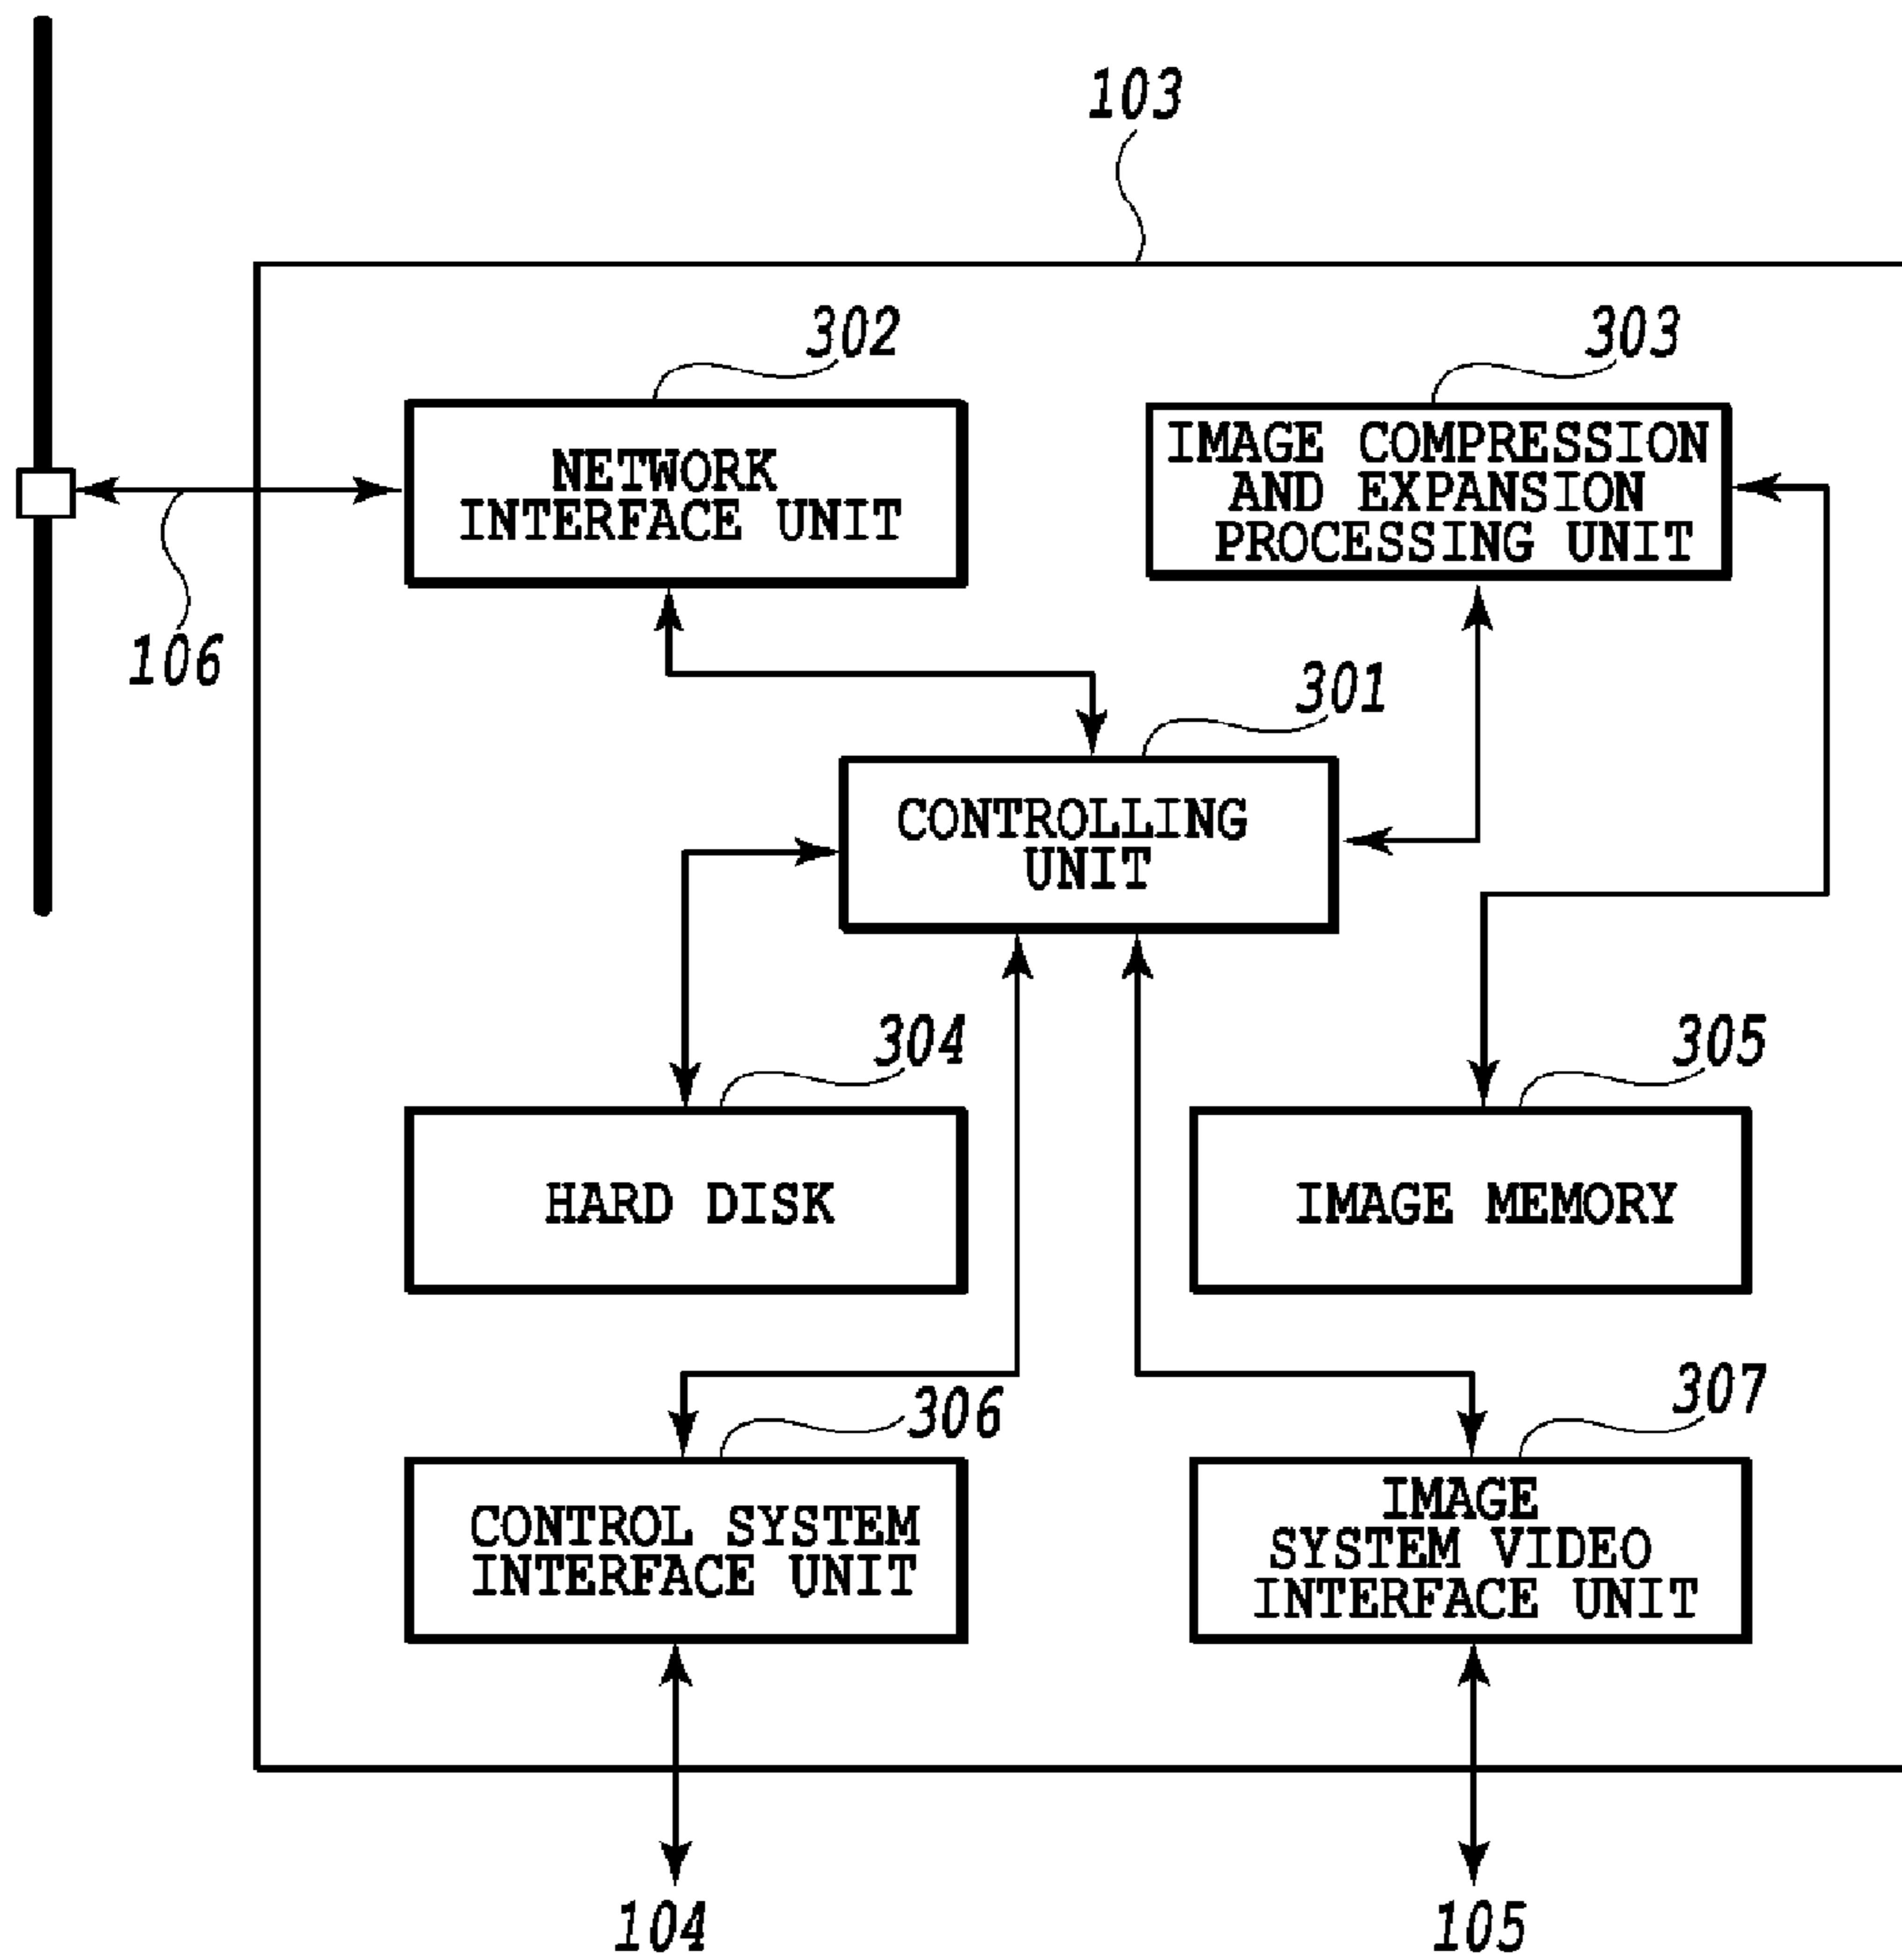 103
302
303
NETWORK
INTERFACE UNIT
IMAGE COMPRESSION
AND EXPANSION
PROCESSING UNIT
106
301
CONTROLLING
UNIT
304
305
HARD DISK
IMAGE MEMORY
306
307
CONTROL SYSTEM
INTERFACE UNIT
IMAGE
SYSTEM VIDEO
INTERFACE UNIT
104
105